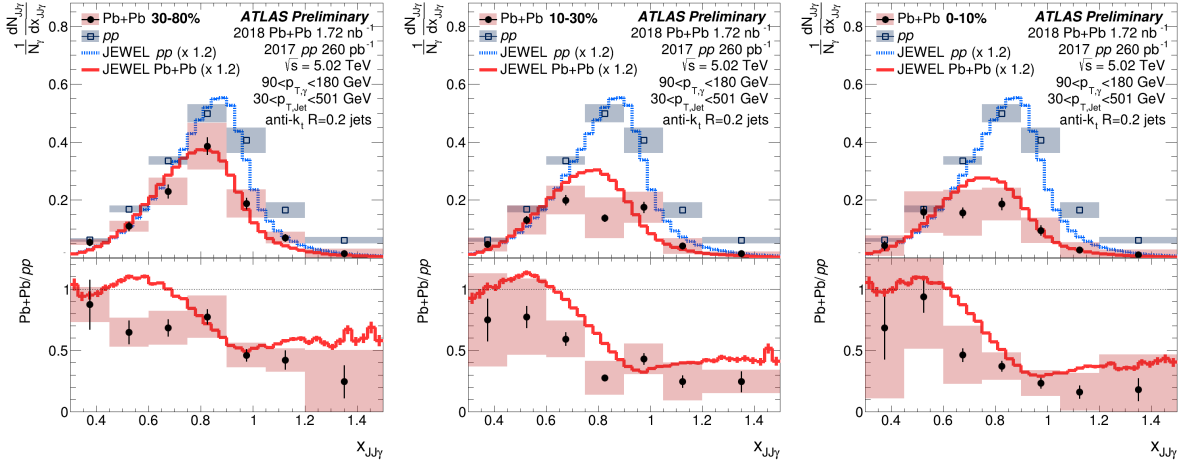 1/N_γ dN_JJγ/dx_JJγ
Pb+Pb 30-80%
pp
JEWEL pp (x 1.2)
JEWEL Pb+Pb (x 1.2)
ATLAS Preliminary
2018 Pb+Pb 1.72 nb⁻¹
2017 pp 260 pb⁻¹
√s = 5.02 TeV
90<p_T,γ <180 GeV
30<p_T,Jet<501 GeV
anti-k_t R=0.2 jets
0.8
0.6
0.4
0.2
Pb+Pb/pp
1
0.5
0
0.4 0.6 0.8 1 1.2 1.4
x_JJγ
1/N_γ dN_JJγ/dx_JJγ
Pb+Pb 10-30%
pp
JEWEL pp (x 1.2)
JEWEL Pb+Pb (x 1.2)
ATLAS Preliminary
2018 Pb+Pb 1.72 nb⁻¹
2017 pp 260 pb⁻¹
√s = 5.02 TeV
90<p_T,γ <180 GeV
30<p_T,Jet<501 GeV
anti-k_t R=0.2 jets
0.8
0.6
0.4
0.2
Pb+Pb/pp
1
0.5
0
0.4 0.6 0.8 1 1.2 1.4
x_JJγ
1/N_γ dN_JJγ/dx_JJγ
Pb+Pb 0-10%
pp
JEWEL pp (x 1.2)
JEWEL Pb+Pb (x 1.2)
ATLAS Preliminary
2018 Pb+Pb 1.72 nb⁻¹
2017 pp 260 pb⁻¹
√s = 5.02 TeV
90<p_T,γ <180 GeV
30<p_T,Jet<501 GeV
anti-k_t R=0.2 jets
0.8
0.6
0.4
0.2
Pb+Pb/pp
1
0.5
0
0.4 0.6 0.8 1 1.2 1.4
x_JJγ